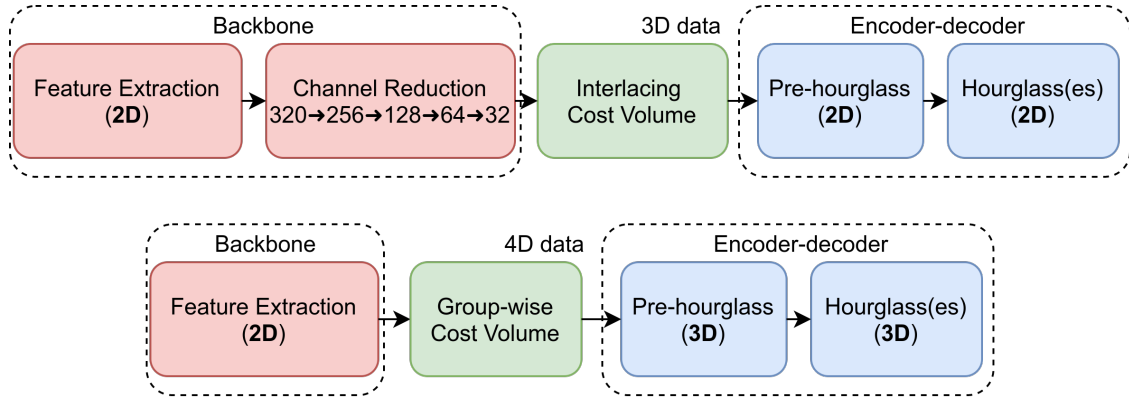 Backbone
3D data
Encoder-decoder
Feature Extraction
(2D)
Channel Reduction
320➜256➜128➜64➜32
Interlacing
Cost Volume
Pre-hourglass
(2D)
Hourglass(es)
(2D)
Backbone
4D data
Encoder-decoder
Feature Extraction
(2D)
Group-wise
Cost Volume
Pre-hourglass
(3D)
Hourglass(es)
(3D)